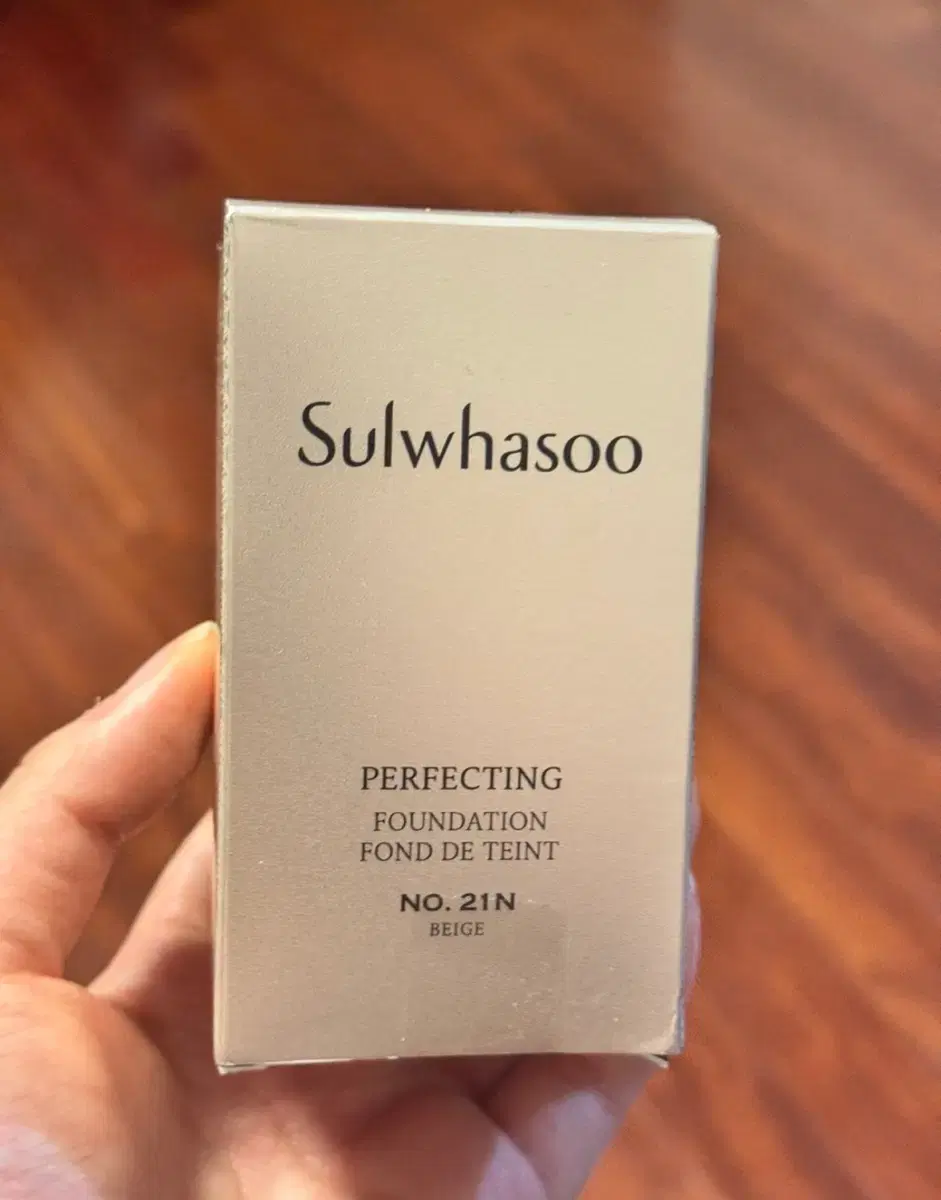 Sulwhasoo
PERFECTING
FOUNDATION
FOND DE TEINT
NO. 21N
BEIGE